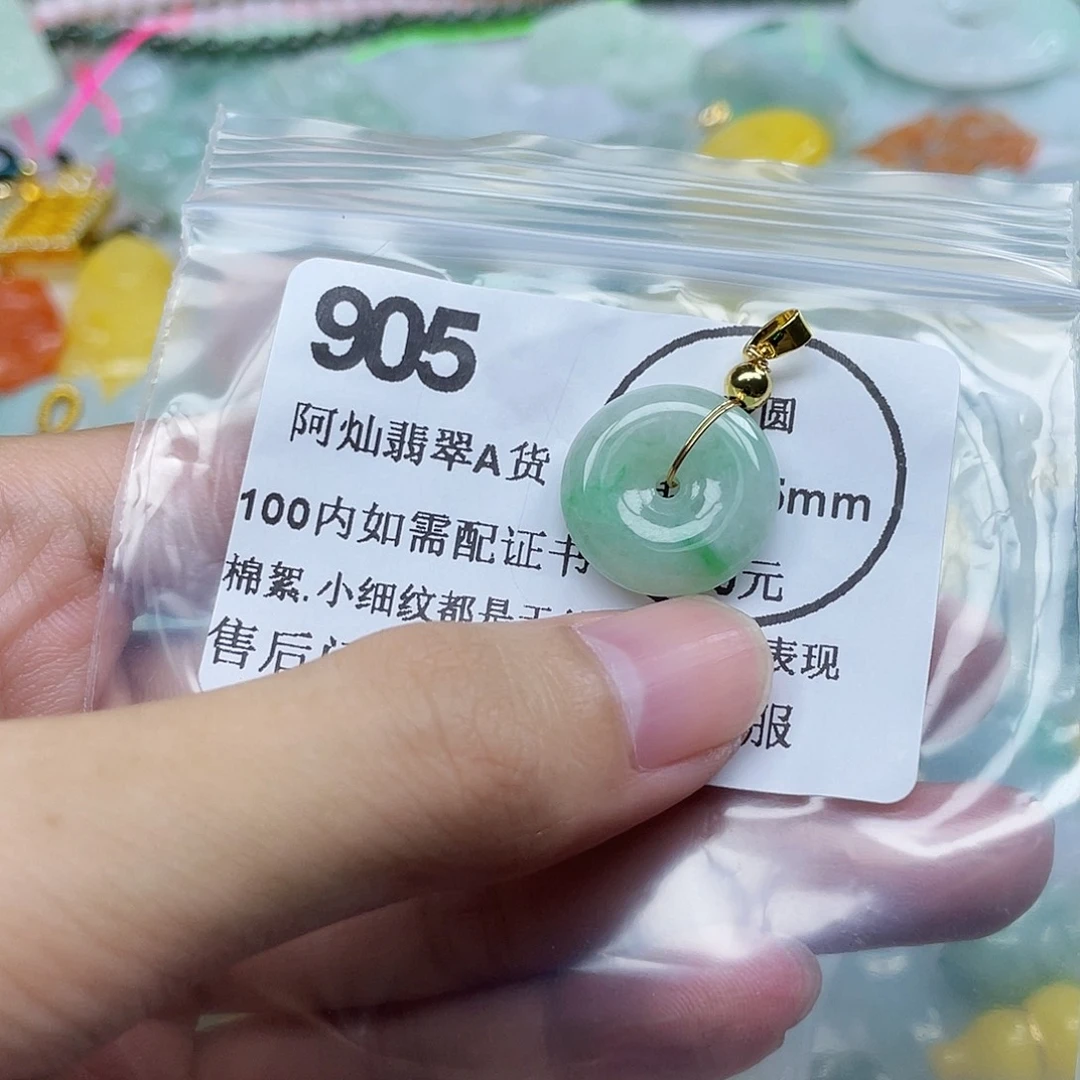 905
圆
阿灿翡翠A货
5mm
100内如需配证书
元
棉絮.小细纹都是
表现
售后
服